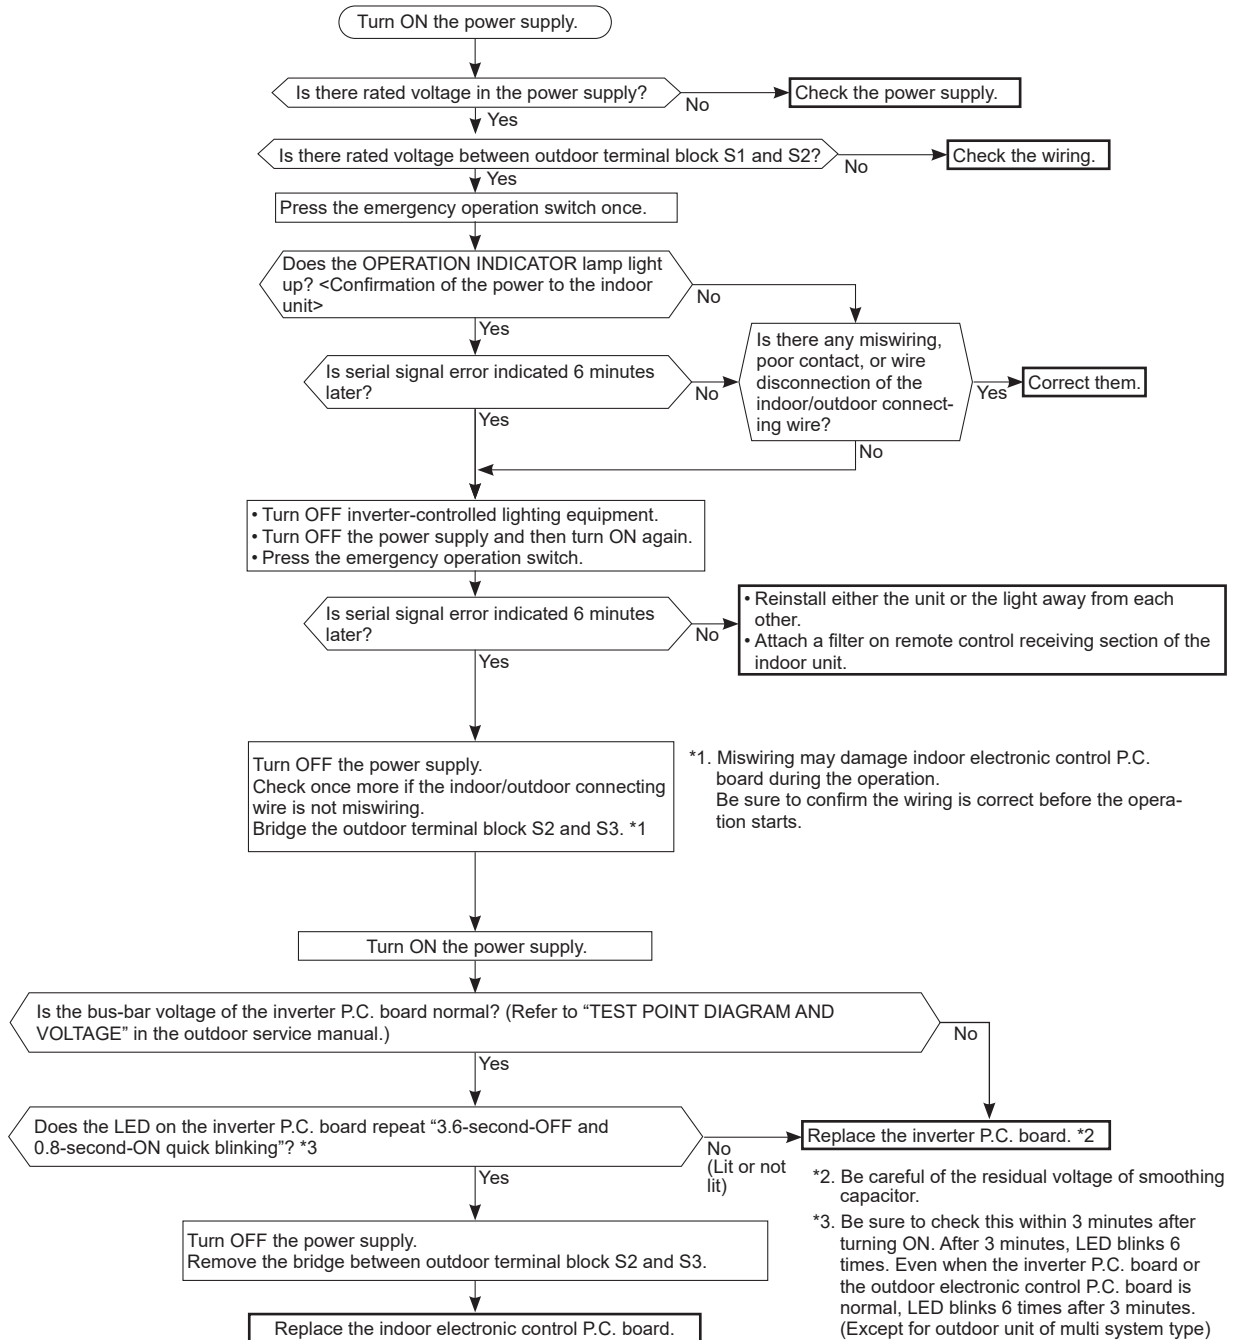 Turn ON the power supply.
Is there rated voltage in the power supply?
No
Check the power supply.
Yes
Is there rated voltage between outdoor terminal block S1 and S2?
No
Check the wiring.
Yes
Press the emergency operation switch once.
Does the OPERATION INDICATOR lamp light
up? <Confirmation of the power to the indoor
unit>
No
Yes
Is there any miswiring,
poor contact, or wire
disconnection of the
indoor/outdoor connect-
ing wire?
Yes
Correct them.
No
Is serial signal error indicated 6 minutes
later?
No
Yes
• Turn OFF inverter-controlled lighting equipment.
• Turn OFF the power supply and then turn ON again.
• Press the emergency operation switch.
Is serial signal error indicated 6 minutes
later?
No
• Reinstall either the unit or the light away from each
other.
• Attach a filter on remote control receiving section of the
indoor unit.
Yes
Turn OFF the power supply.
Check once more if the indoor/outdoor connecting
wire is not miswiring.
Bridge the outdoor terminal block S2 and S3. *1
*1. Miswiring may damage indoor electronic control P.C.
board during the operation.
Be sure to confirm the wiring is correct before the opera-
tion starts.
Turn ON the power supply.
Is the bus-bar voltage of the inverter P.C. board normal? (Refer to “TEST POINT DIAGRAM AND
VOLTAGE” in the outdoor service manual.)
No
Yes
Does the LED on the inverter P.C. board repeat “3.6-second-OFF and
0.8-second-ON quick blinking”? *3
No
(Lit or not
lit)
Replace the inverter P.C. board. *2
Yes
*2. Be careful of the residual voltage of smoothing
capacitor.
*3. Be sure to check this within 3 minutes after
turning ON. After 3 minutes, LED blinks 6
times. Even when the inverter P.C. board or
the outdoor electronic control P.C. board is
normal, LED blinks 6 times after 3 minutes.
(Except for outdoor unit of multi system type)
Turn OFF the power supply.
Remove the bridge between outdoor terminal block S2 and S3.
Replace the indoor electronic control P.C. board.